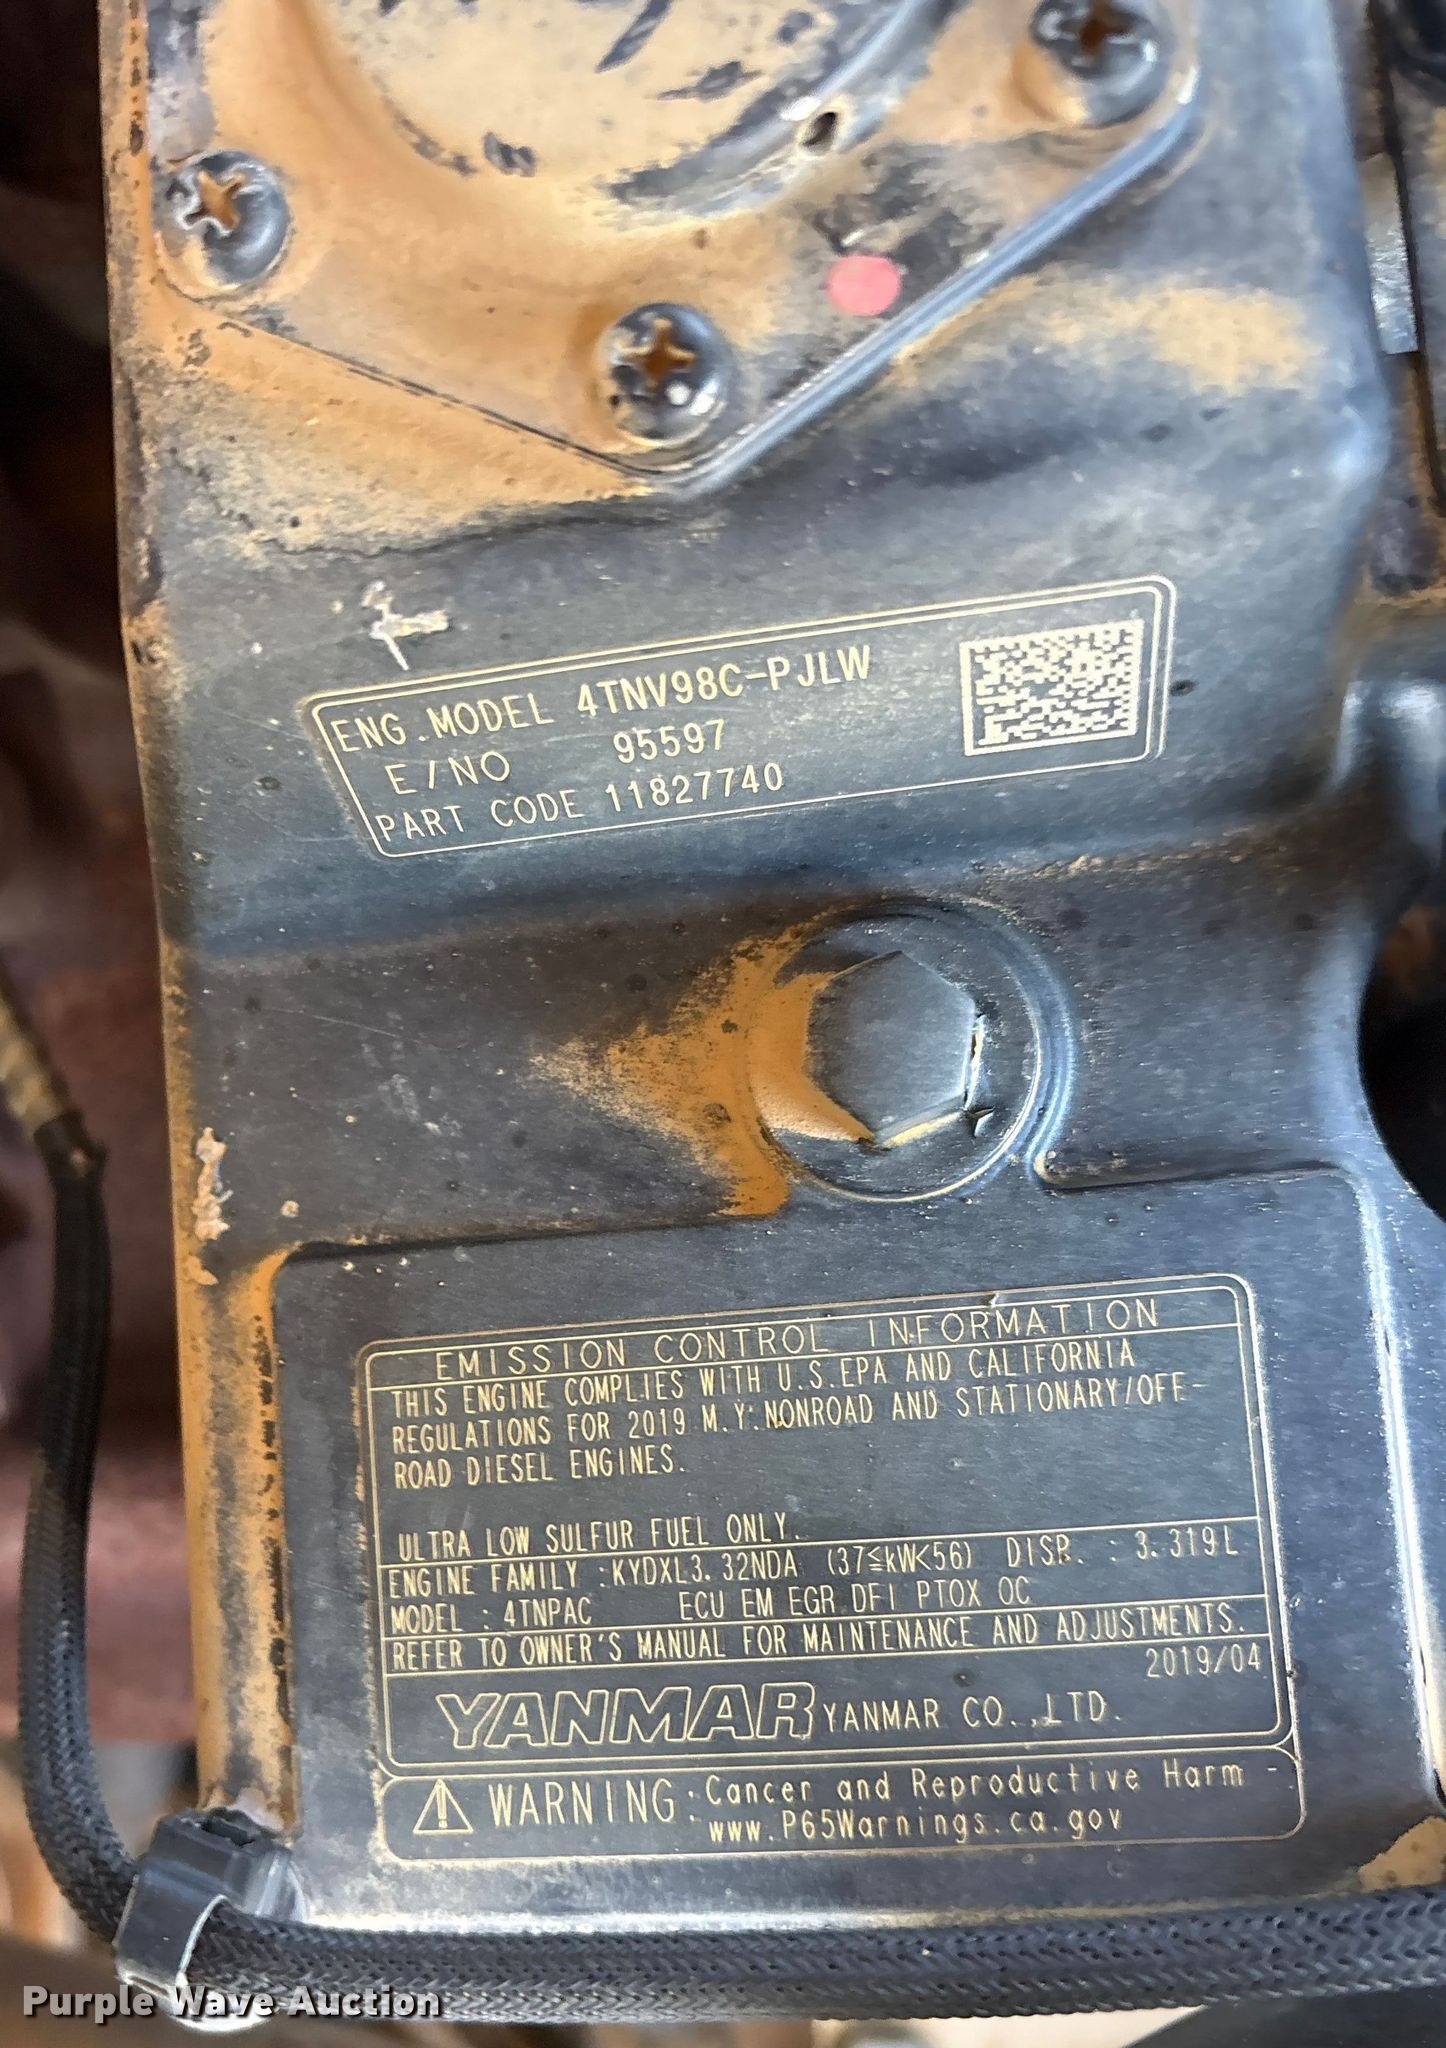 ENG.MODEL 4TNV98C-PJLW
E/NO 95597
PART CODE 11827740
EMISSION CONTROL INFORMATION
THIS ENGINE COMPLIES WITH U.S.EPA AND CALIFORNIA
REGULATIONS FOR 2019 M.Y. NONROAD AND STATIONARY/OFF-
ROAD DIESEL ENGINES.
ULTRA LOW SULFUR FUEL ONLY.
ENGINE FAMILY :KYDXL3.32NDA (37≦kW<56) DISP. : 3.319L
MODEL : 4TNPAC ECU EM EGR DFI PTOX OC
REFER TO OWNER'S MANUAL FOR MAINTENANCE AND ADJUSTMENTS.
2019/04
YANMAR YANMAR CO.,LTD.
WARNING: Cancer and Reproductive Harm -
www.P65Warnings.ca.gov
Purple Wave Auction